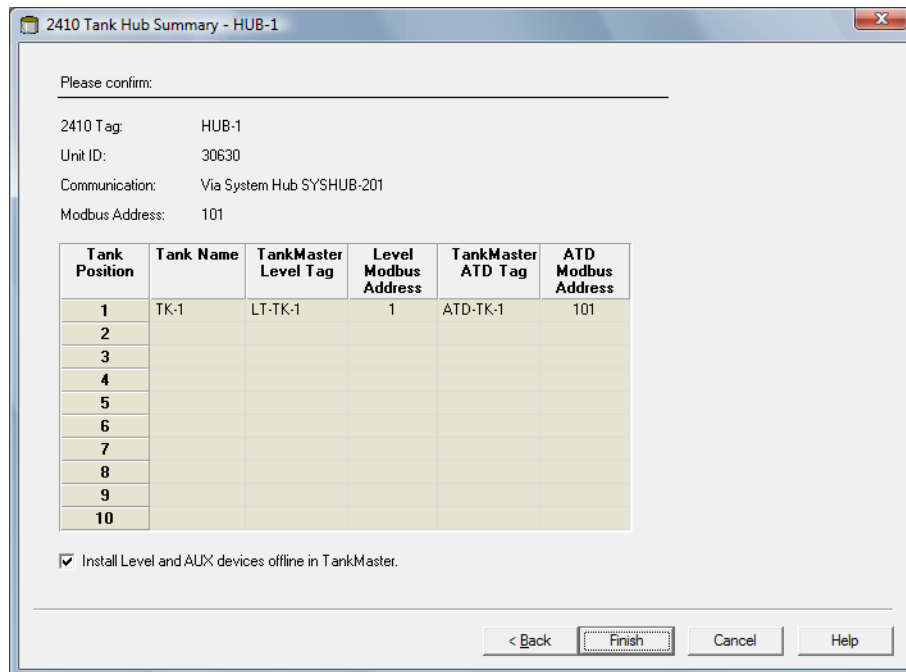 2410 Tank Hub Summary - HUB-1
Please confirm:
2410 Tag: HUB-1
Unit ID: 30630
Communication: Via System Hub SYSHUB-201
Modbus Address: 101
Tank Position Tank Name TankMaster Level Tag Level Modbus Address TankMaster ATD Tag ATD Modbus Address
1 TK-1 LT-TK-1 1 ATD-TK-1 101
2
3
4
5
6
7
8
9
10
Install Level and AUX devices offline in TankMaster.
< Back Finish Cancel Help